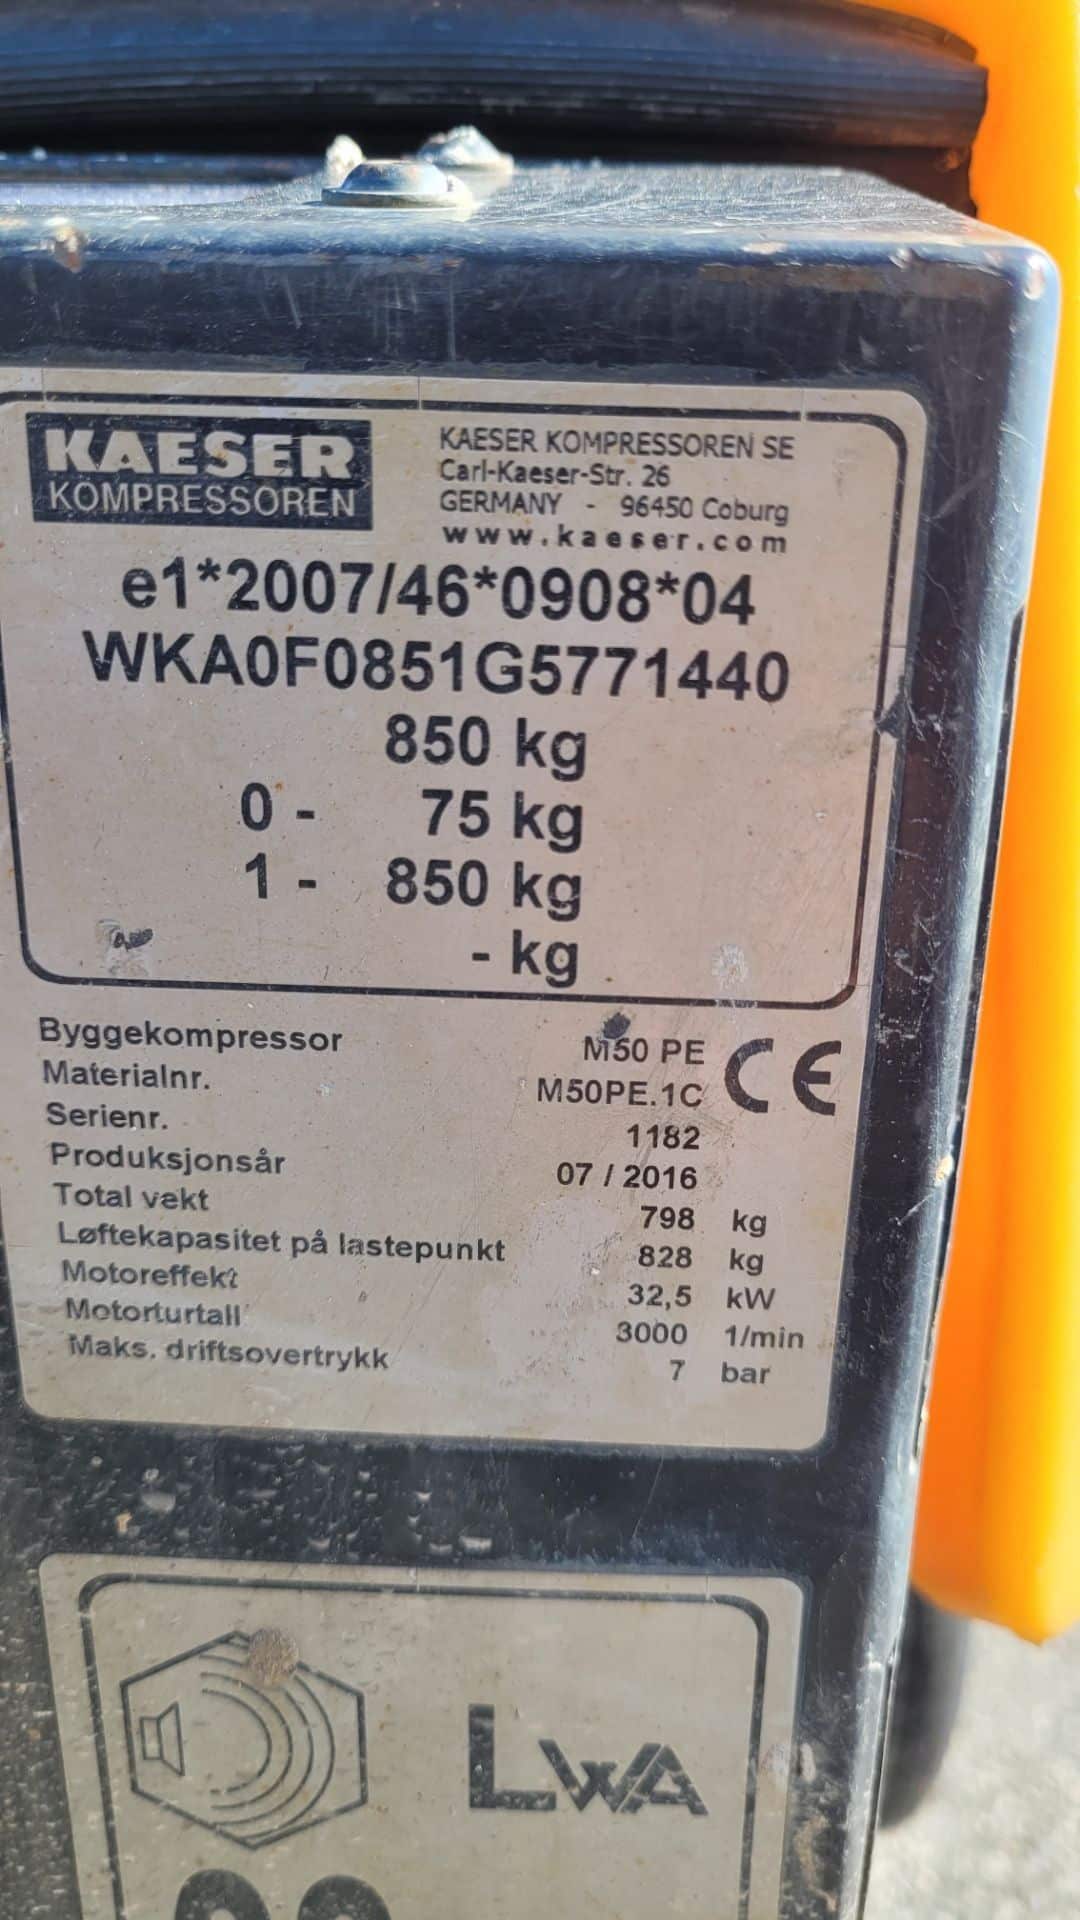 KAESER
KOMPRESSOREN
KAESER KOMPRESSOREN SE
Carl-Kaeser-Str. 26
GERMANY - 96450 Coburg
www.kaeser.com
e1*2007/46*0908*04
WKA0F0851G5771440
850 kg
0 - 75 kg
1 - 850 kg
- kg
Byggekompressor M50 PE
CE
Materialnr. M50PE.1C
Serienr. 1182
Produksjonsår 07 / 2016
Total vekt 798 kg
Løftekapasitet på lastepunkt 828 kg
Motoreffekt 32,5 kW
Motorturtall 3000 1/min
Maks. driftsovertrykk 7 bar
LWA